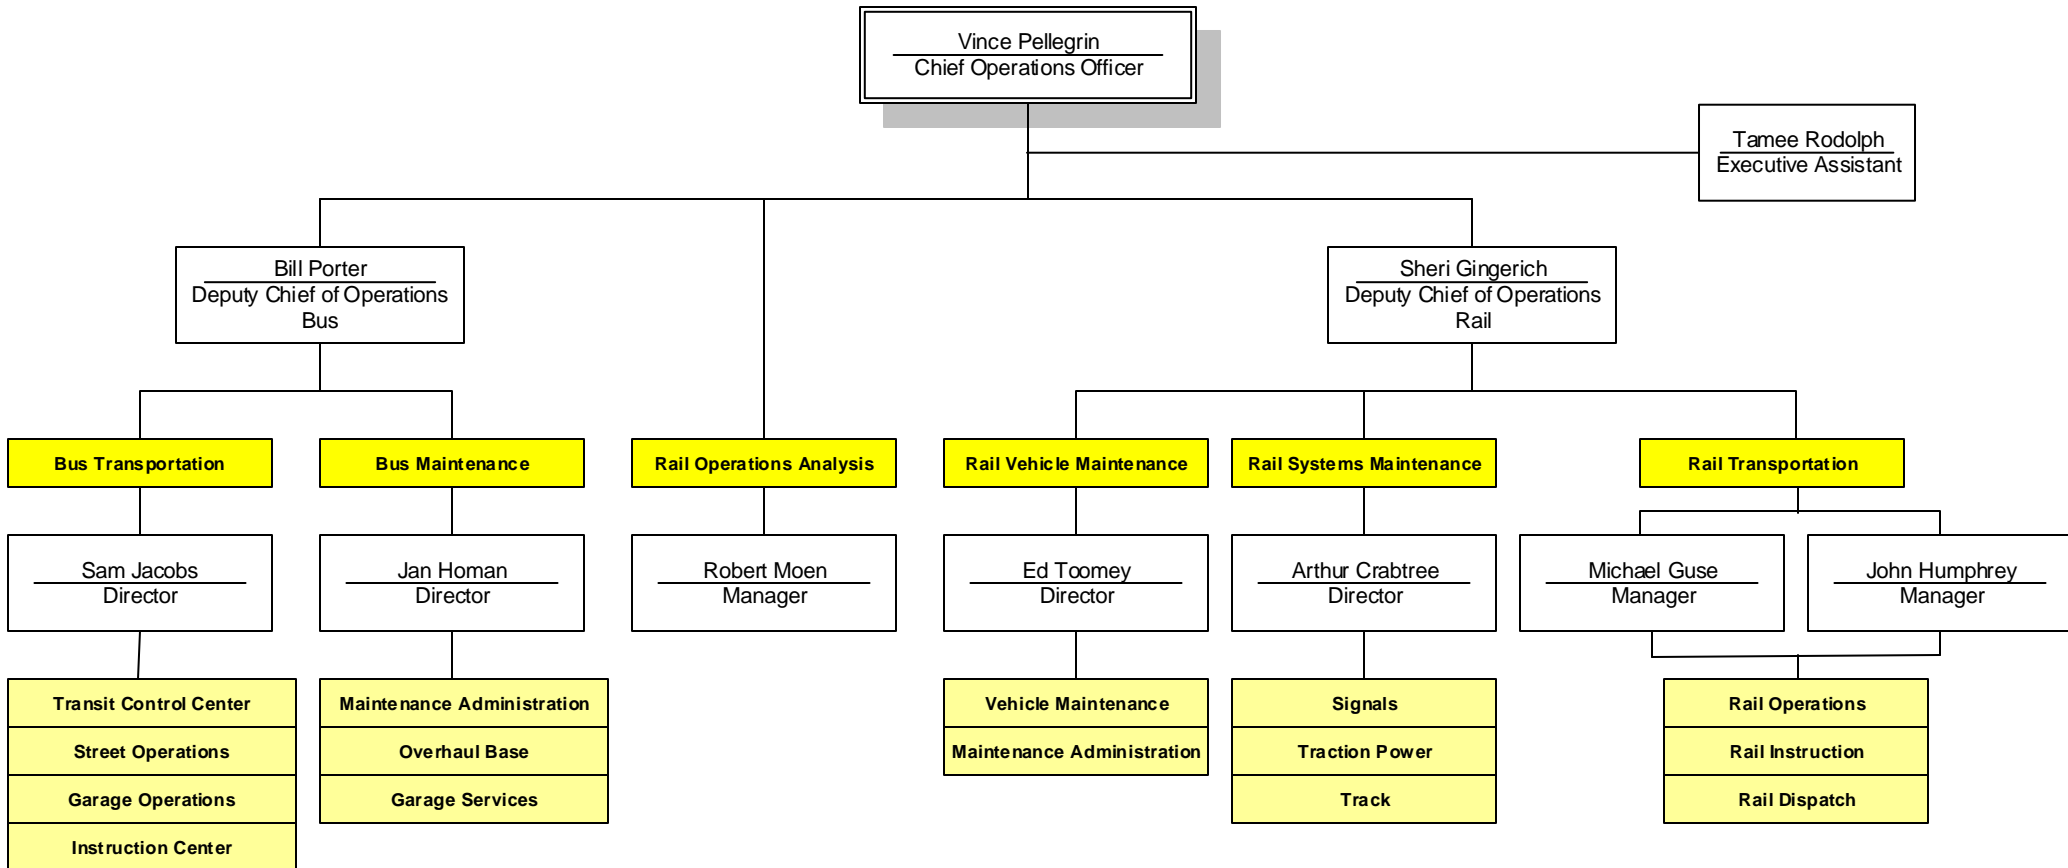 Vince Pellegrin
Chief Operations Officer
Tamee Rodolph
Executive Assistant
Bill Porter
Deputy Chief of Operations
Bus
Sheri Gingerich
Deputy Chief of Operations
Rail
Bus Transportation
Bus Maintenance
Rail Operations Analysis
Rail Vehicle Maintenance
Rail Systems Maintenance
Rail Transportation
Sam Jacobs
Director
Jan Homan
Director
Robert Moen
Manager
Ed Toomey
Director
Arthur Crabtree
Director
Michael Guse
Manager
John Humphrey
Manager
Transit Control Center
Street Operations
Garage Operations
Instruction Center
Maintenance Administration
Overhaul Base
Garage Services
Vehicle Maintenance
Maintenance Administration
Signals
Traction Power
Track
Rail Operations
Rail Instruction
Rail Dispatch